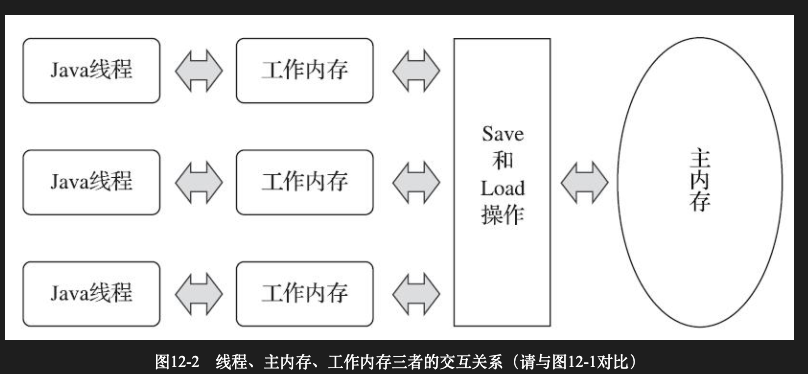 Java线程
工作内存
Java线程
工作内存
Java线程
工作内存
Save
和
Load
操作
主
内
存
图12-2 线程、主内存、工作内存三者的交互关系（请与图12-1对比）